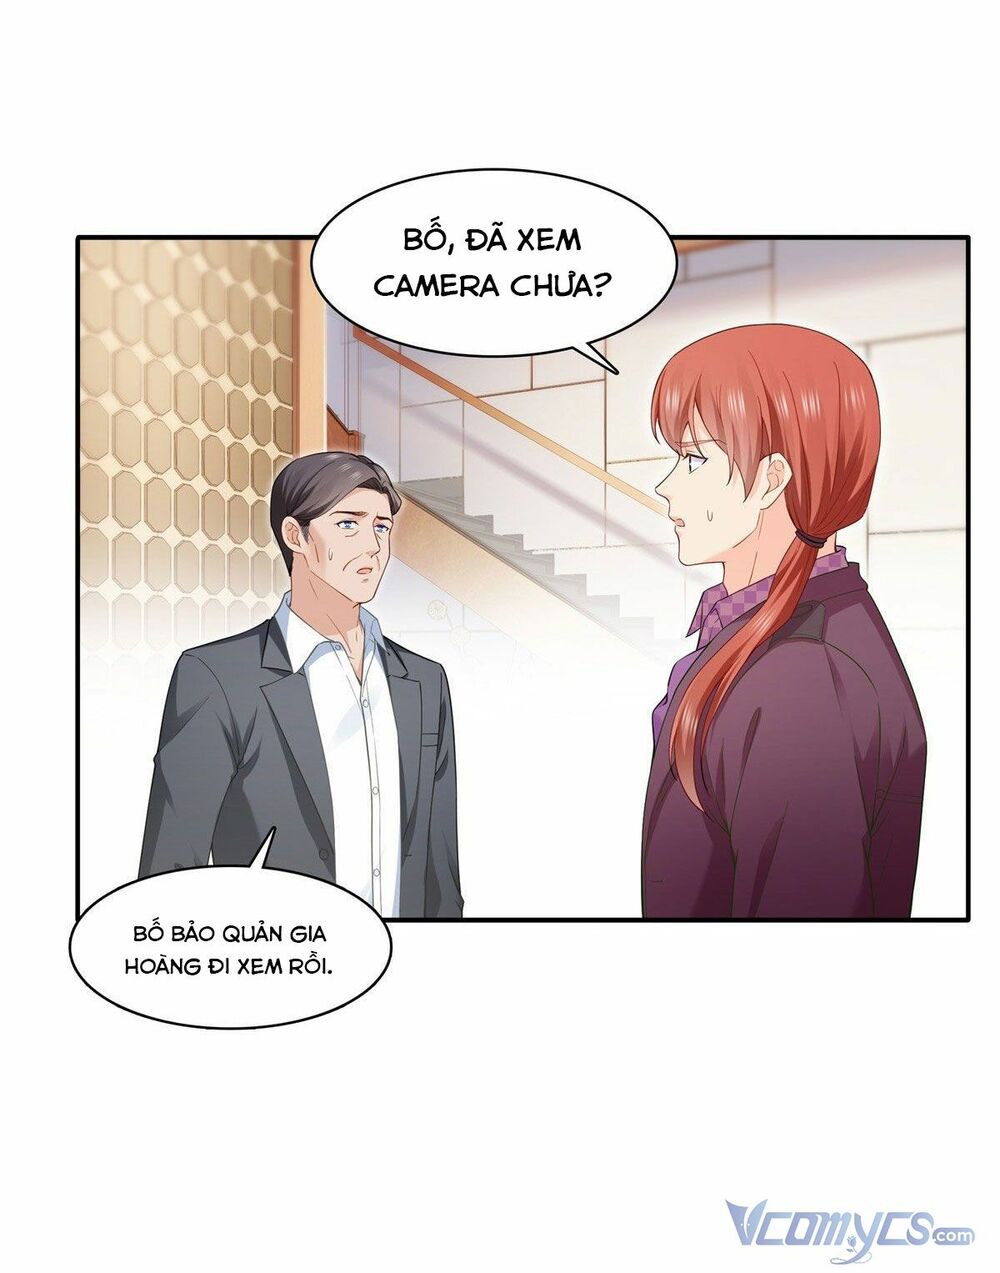 BỐ, ĐÃ XEM
CAMERA CHƯA?
BỐ BẢO QUẢN GIA
HOÀNG ĐI XEM RỒI.
VCOMYCS.com